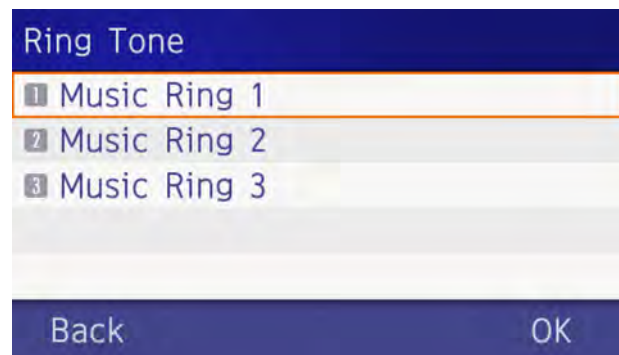 Ring Tone
1 Music Ring 1
2 Music Ring 2
3 Music Ring 3
Back OK